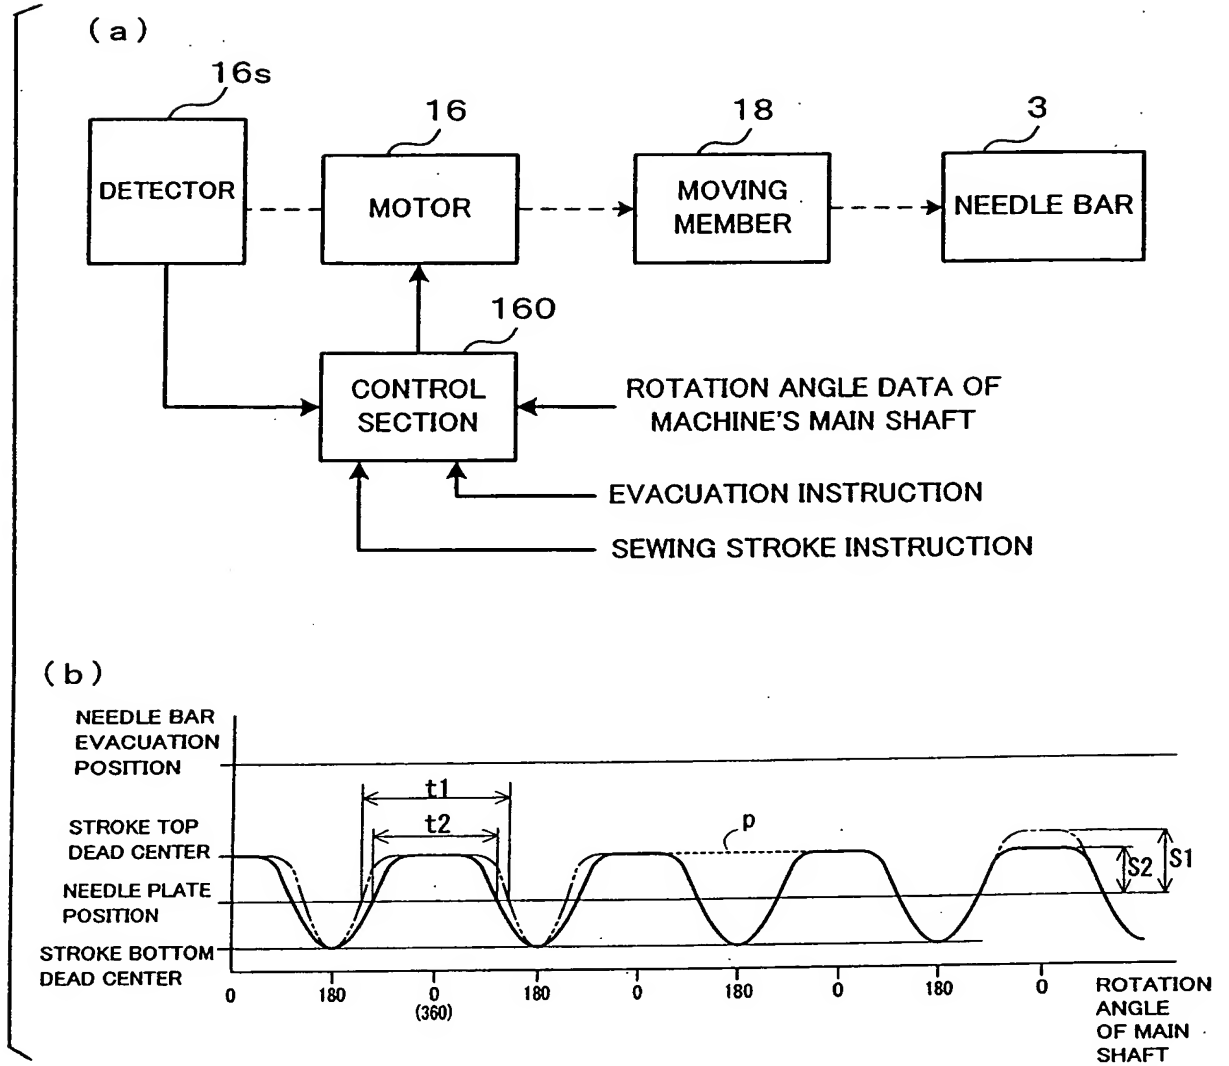 (a)
16s
16
18
3
DETECTOR
MOTOR
MOVING
MEMBER
NEEDLE BAR
160
CONTROL
SECTION
ROTATION ANGLE DATA OF
MACHINE'S MAIN SHAFT
EVACUATION INSTRUCTION
SEWING STROKE INSTRUCTION
(b)
NEEDLE BAR
EVACUATION
POSITION
t1
t2
p
STROKE TOP
DEAD CENTER
S2
S1
NEEDLE PLATE
POSITION
STROKE BOTTOM
DEAD CENTER
0
180
0
(360)
180
0
180
0
180
0
ROTATION
ANGLE
OF MAIN
SHAFT